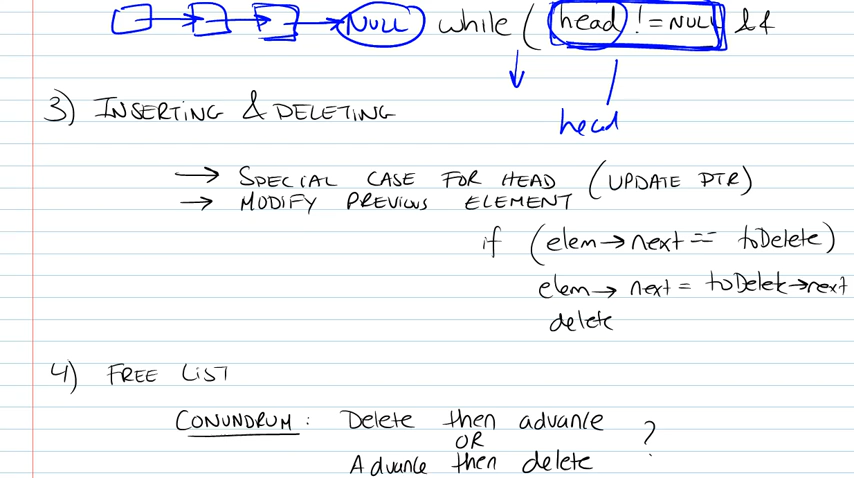 NULL while ( head != NULL &&
head
3) INSERTING & DELETING
→ SPECIAL CASE FOR HEAD (UPDATE PTR)
→ MODIFY PREVIOUS ELEMENT
if (elem→next == toDelete)
elem→next = toDelet→next
delete
4) FREE LIST
CONUNDRUM: Delete then advance
OR
Advance then delete ?